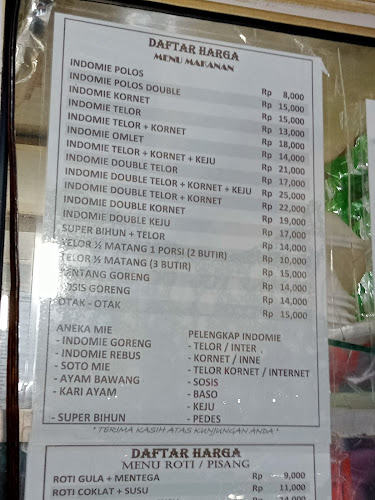 DAFTAR HARGA
MENU MAKANAN
INDOMIE POLOS Rp 8,000
INDOMIE POLOS DOUBLE Rp 15,000
INDOMIE KORNET Rp 15,000
INDOMIE TELOR Rp 13,000
INDOMIE TELOR + KORNET Rp 18,000
INDOMIE OMLET Rp 14,000
INDOMIE TELOR + KORNET + KEJU Rp 21,000
INDOMIE DOUBLE TELOR Rp 17,000
INDOMIE DOUBLE TELOR + KORNET + KEJU Rp 25,000
INDOMIE DOUBLE TELOR + KORNET Rp 22,000
INDOMIE DOUBLE KORNET Rp 19,000
INDOMIE DOUBLE KEJU Rp 17,000
SUPER BIHUN + TELOR Rp 14,000
TELOR ½ MATANG 1 PORSI (2 BUTIR) Rp 10,000
TELOR ½ MATANG (3 BUTIR) Rp 15,000
KENTANG GORENG Rp 14,000
SOSIS GORENG Rp 14,000
OTAK - OTAK Rp 15,000
ANEKA MIE
- INDOMIE GORENG
- INDOMIE REBUS
- SOTO MIE
- AYAM BAWANG
- KARI AYAM
- SUPER BIHUN
PELENGKAP INDOMIE
- TELOR / INTER
- KORNET / INNE
- TELOR KORNET / INTERNET
- SOSIS
- BASO
- KEJU
- PEDES
* TERIMA KASIH ATAS KUNJUNGAN ANDA *
DAFTAR HARGA
MENU ROTI / PISANG
ROTI GULA + MENTEGA Rp 9,000
ROTI COKLAT + SUSU Rp 11,000